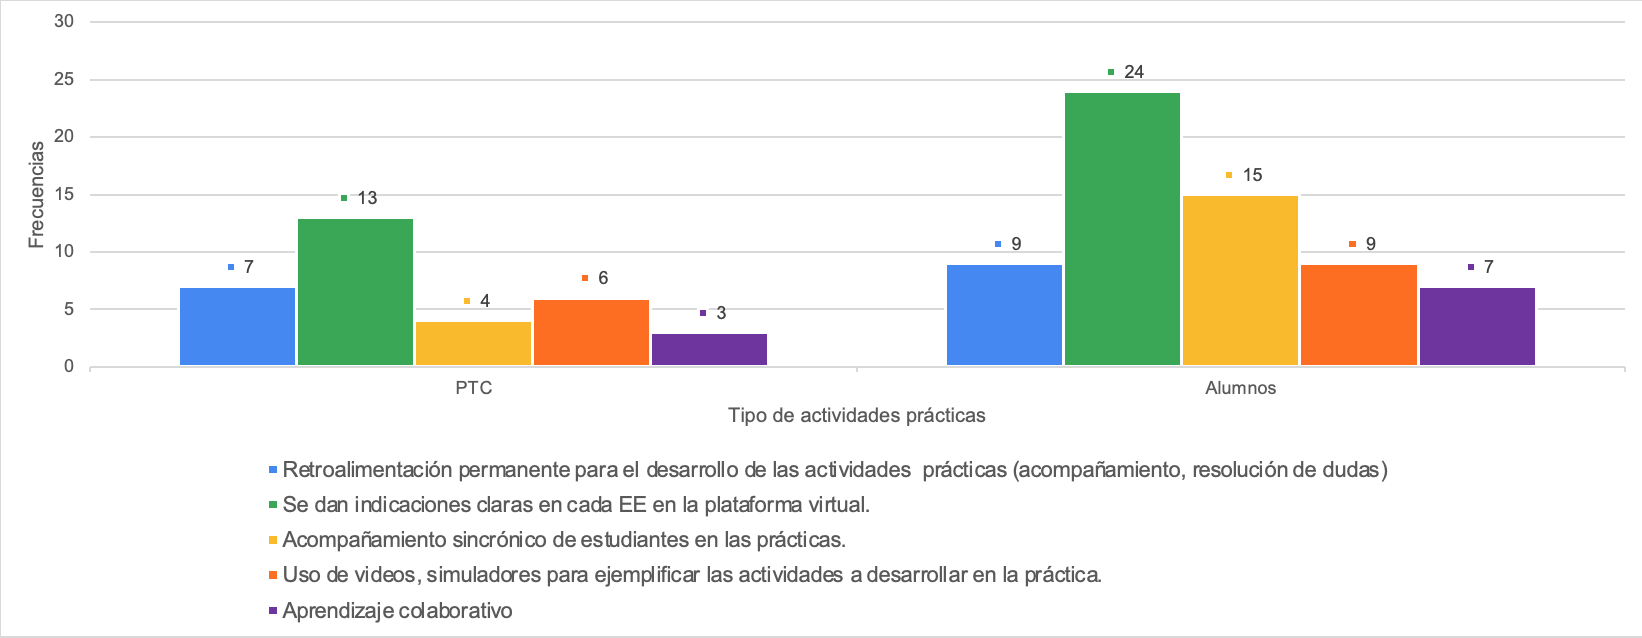 30
25
20
15
10
5
0
Frecuencias
7
13
4
6
3
9
24
15
9
7
PTC
Alumnos
Tipo de actividades prácticas
Retroalimentación permanente para el desarrollo de las actividades  prácticas (acompañamiento, resolución de dudas)
Se dan indicaciones claras en cada EE en la plataforma virtual.
Acompañamiento sincrónico de estudiantes en las prácticas.
Uso de videos, simuladores para ejemplificar las actividades a desarrollar en la práctica.
Aprendizaje colaborativo